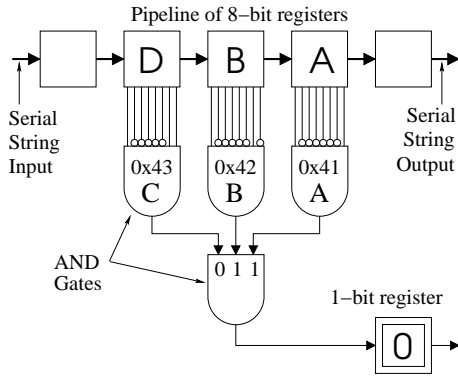 Pipeline of 8−bit registers
D B A
Serial
String
Input
Serial
String
Output
0x43 0x42 0x41
C B A
AND
Gates
0 1 1
1−bit register
0